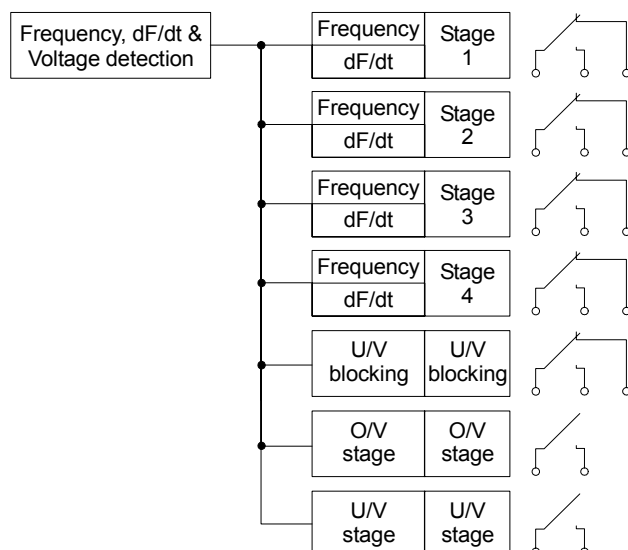 Frequency, dF/dt &
Voltage detection
Frequency
dF/dt
Stage
1
Frequency
dF/dt
Stage
2
Frequency
dF/dt
Stage
3
Frequency
dF/dt
Stage
4
U/V
blocking
U/V
blocking
O/V
stage
O/V
stage
U/V
stage
U/V
stage